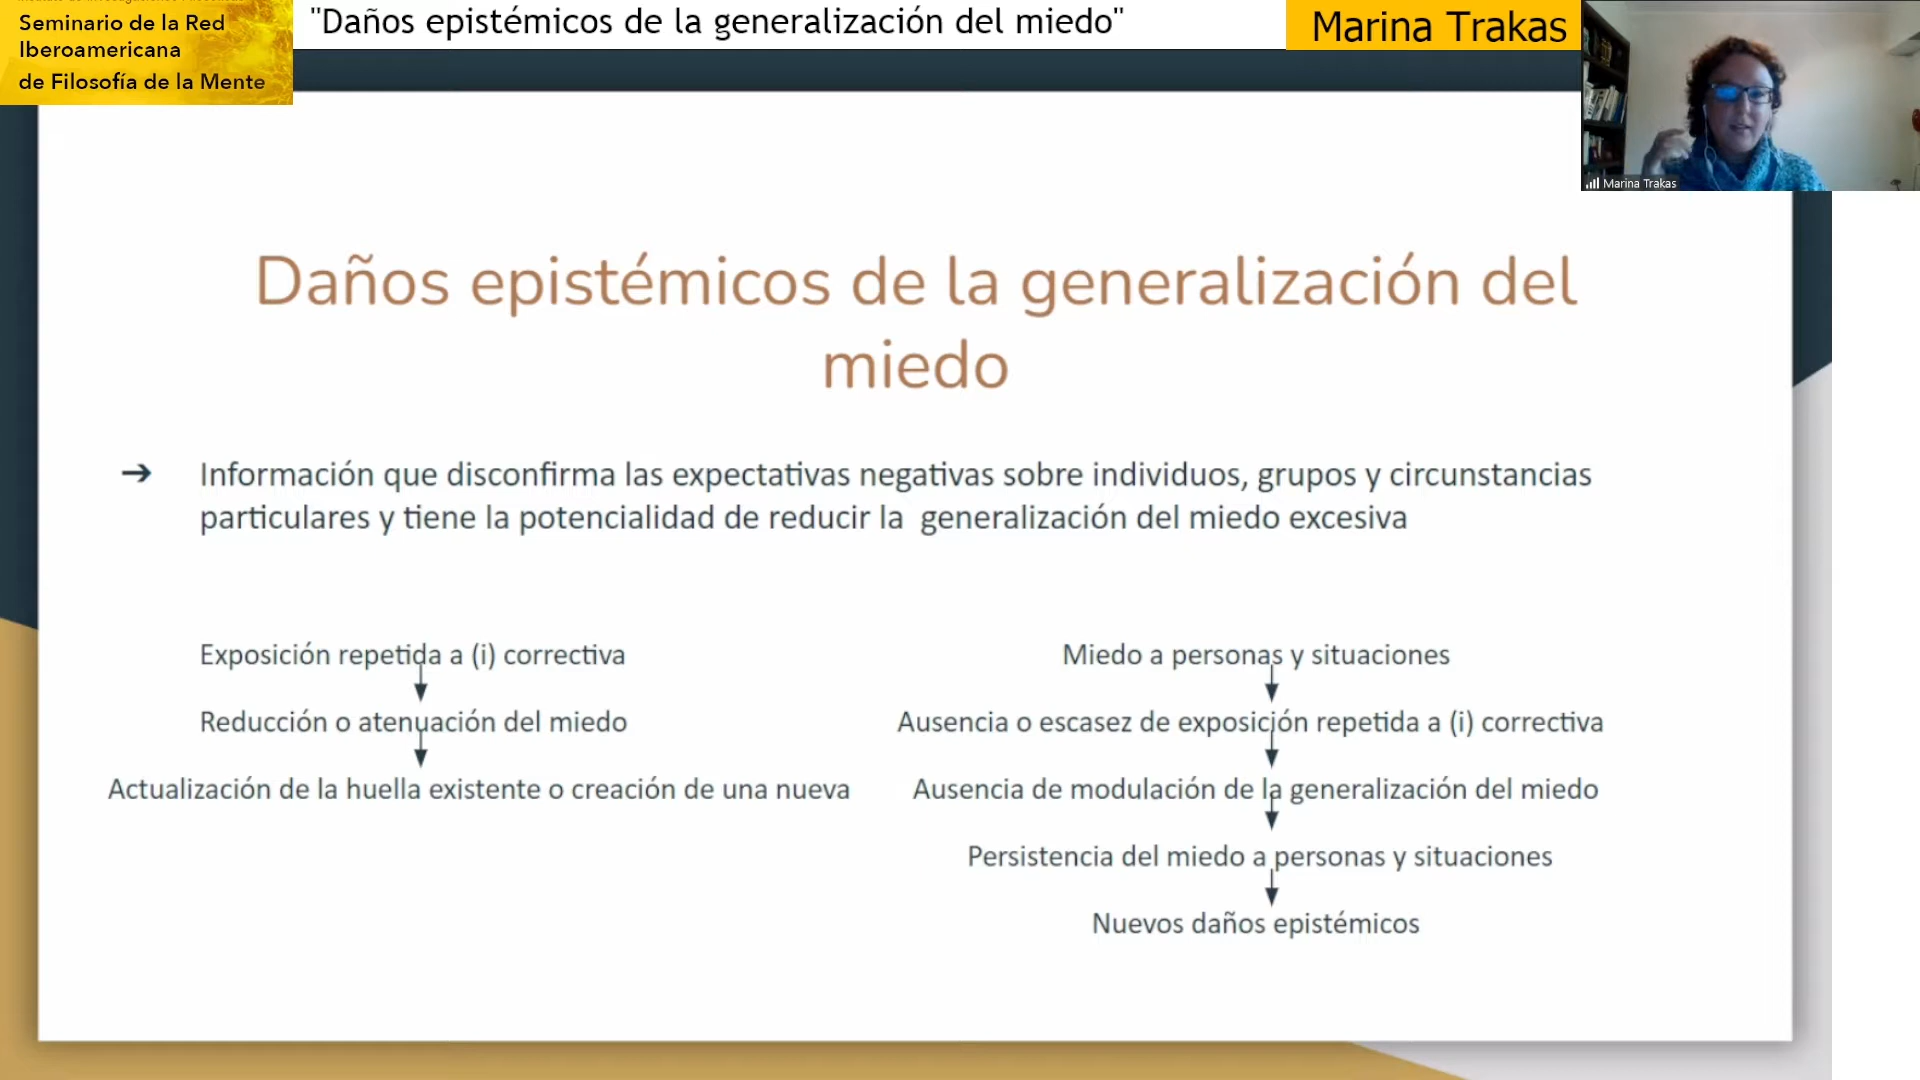 Seminario de la Red
Iberoamericana
de Filosofía de la Mente
"Daños epistémicos de la generalización del miedo"
Marina Trakas
Marina Trakas
Daños epistémicos de la generalización del
miedo
➔ Información que disconfirma las expectativas negativas sobre individuos, grupos y circunstancias
particulares y tiene la potencialidad de reducir la generalización del miedo excesiva
Exposición repetida a (i) correctiva
Reducción o atenuación del miedo
Actualización de la huella existente o creación de una nueva
Miedo a personas y situaciones
Ausencia o escasez de exposición repetida a (i) correctiva
Ausencia de modulación de la generalización del miedo
Persistencia del miedo a personas y situaciones
Nuevos daños epistémicos